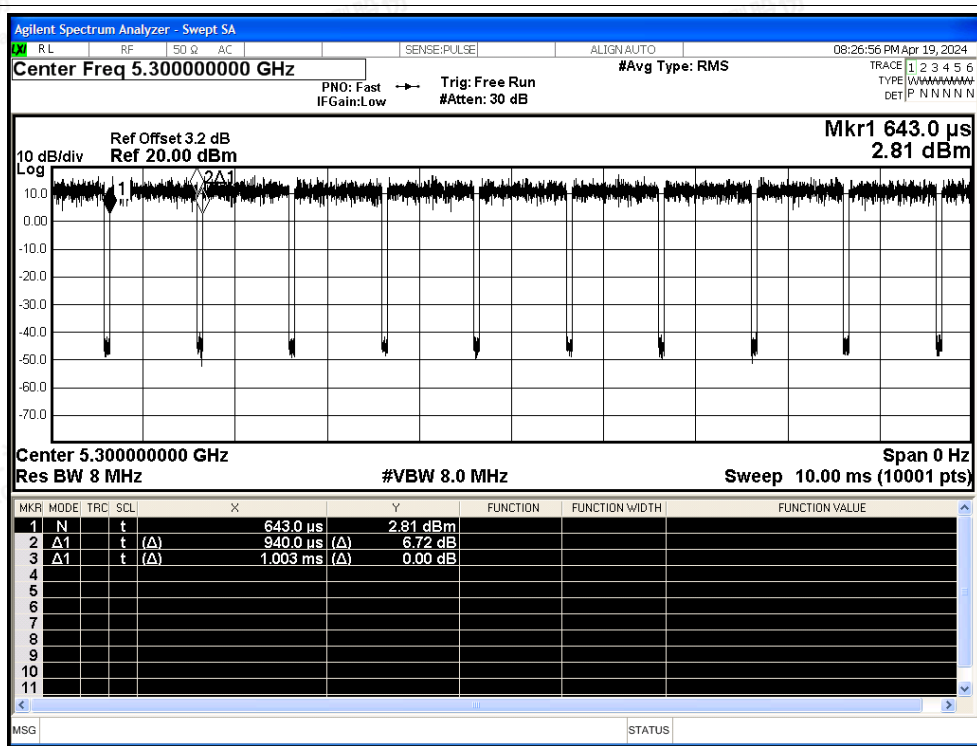 Agilent Spectrum Analyzer - Swept SA
LXI RL RF 50 Ω AC SENSE:PULSE ALIGN AUTO 08:26:56 PM Apr 19, 2024
Center Freq 5.300000000 GHz
PNO: Fast
IFGain:Low
Trig: Free Run
#Atten: 30 dB
#Avg Type: RMS
TRACE 1 2 3 4 5 6
TYPE W
DET P N N N N N
Ref Offset 3.2 dB
Ref 20.00 dBm
10 dB/div
Log
Mkr1 643.0 µs
2.81 dBm
1
2Δ1
10.0
0.00
-10.0
-20.0
-30.0
-40.0
-50.0
-60.0
-70.0
Center 5.300000000 GHz Span 0 Hz
Res BW 8 MHz #VBW 8.0 MHz Sweep 10.00 ms (10001 pts)
MKR MODE TRC SCL X Y FUNCTION FUNCTION WIDTH FUNCTION VALUE
1 N t 643.0 µs 2.81 dBm
2 Δ1 t (Δ) 940.0 µs (Δ) 6.72 dB
3 Δ1 t (Δ) 1.003 ms (Δ) 0.00 dB
4
5
6
7
8
9
10
11
MSG STATUS